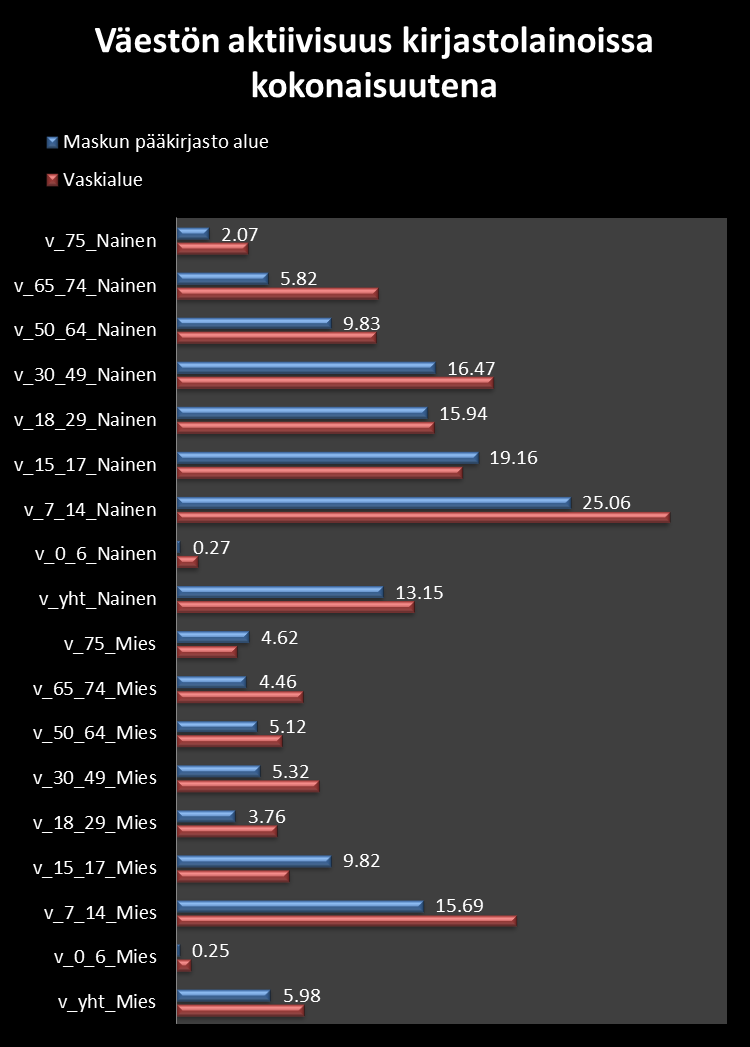 Väestön aktiivisuus kirjastolainoissa
kokonaisuutena
Maskun pääkirjasto alue
Vaskialue
v_75_Nainen 2.07
v_65_74_Nainen 5.82
v_50_64_Nainen 9.83
v_30_49_Nainen 16.47
v_18_29_Nainen 15.94
v_15_17_Nainen 19.16
v_7_14_Nainen 25.06
v_0_6_Nainen 0.27
v_yht_Nainen 13.15
v_75_Mies 4.62
v_65_74_Mies 4.46
v_50_64_Mies 5.12
v_30_49_Mies 5.32
v_18_29_Mies 3.76
v_15_17_Mies 9.82
v_7_14_Mies 15.69
v_0_6_Mies 0.25
v_yht_Mies 5.98